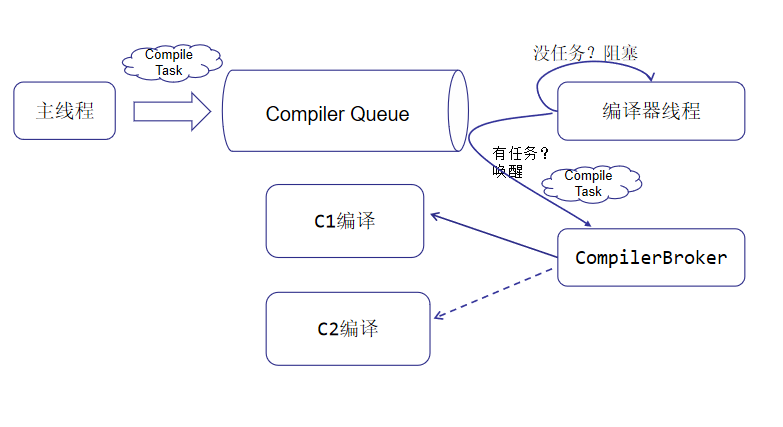 没任务？阻塞
Compile
Task
主线程
Compiler Queue
编译器线程
有任务？
唤醒
Compile
Task
C1编译
CompilerBroker
C2编译